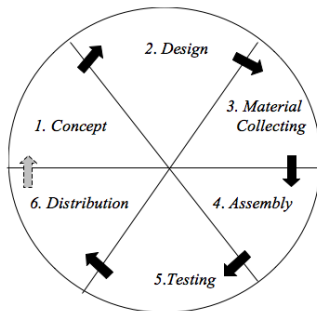 1. Concept
2. Design
3. Material
Collecting
4. Assembly
5.Testing
6. Distribution